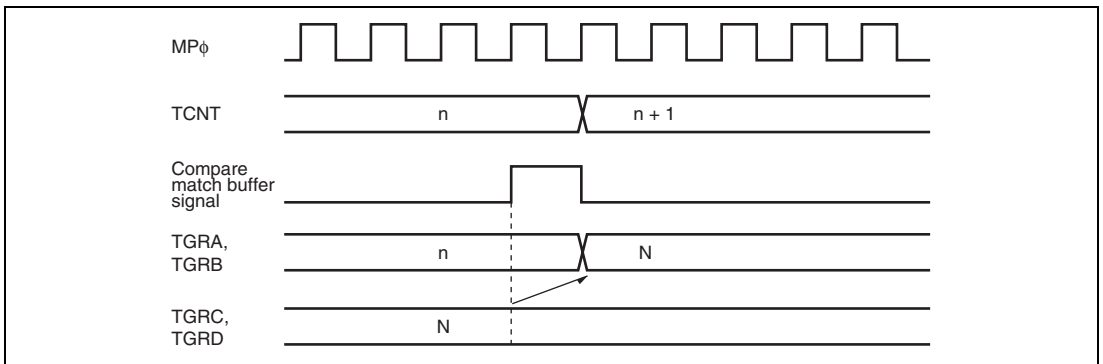 MPφ
TCNT
n
n + 1
Compare
match buffer
signal
TGRA,
TGRB
n
N
TGRC,
TGRD
N